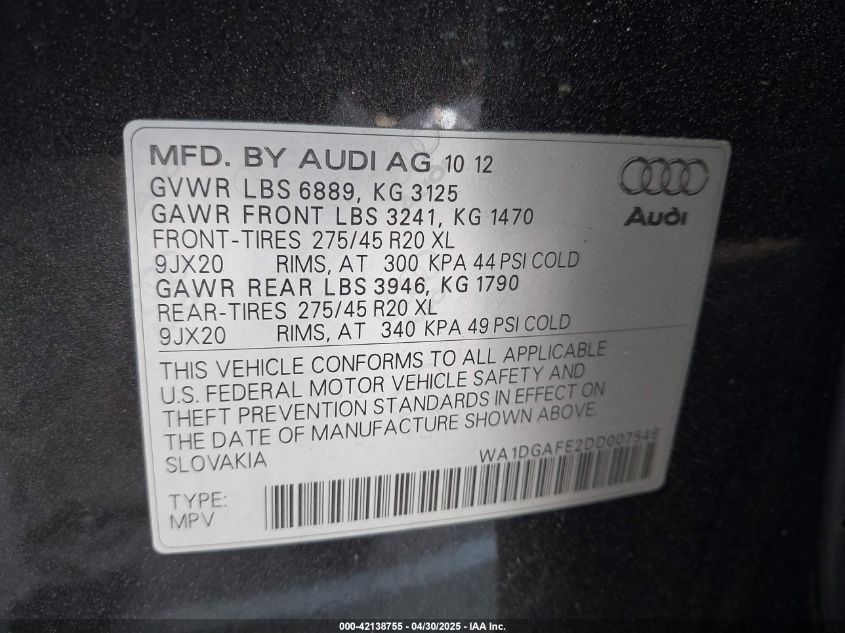 MFD. BY AUDI AG 10 12
GVWR LBS 6889, KG 3125
GAWR FRONT LBS 3241, KG 1470
FRONT-TIRES 275/45 R20 XL
9JX20 RIMS, AT 300 KPA 44 PSI COLD
GAWR REAR LBS 3946, KG 1790
REAR-TIRES 275/45 R20 XL
9JX20 RIMS, AT 340 KPA 49 PSI COLD
Audi
THIS VEHICLE CONFORMS TO ALL APPLICABLE
U.S. FEDERAL MOTOR VEHICLE SAFETY AND
THEFT PREVENTION STANDARDS IN EFFECT ON
THE DATE OF MANUFACTURE SHOWN ABOVE.
SLOVAKIA
WA1DGAFE2DD007546
TYPE:
MPV
000-42138755 - 04/30/2025 - IAA Inc.